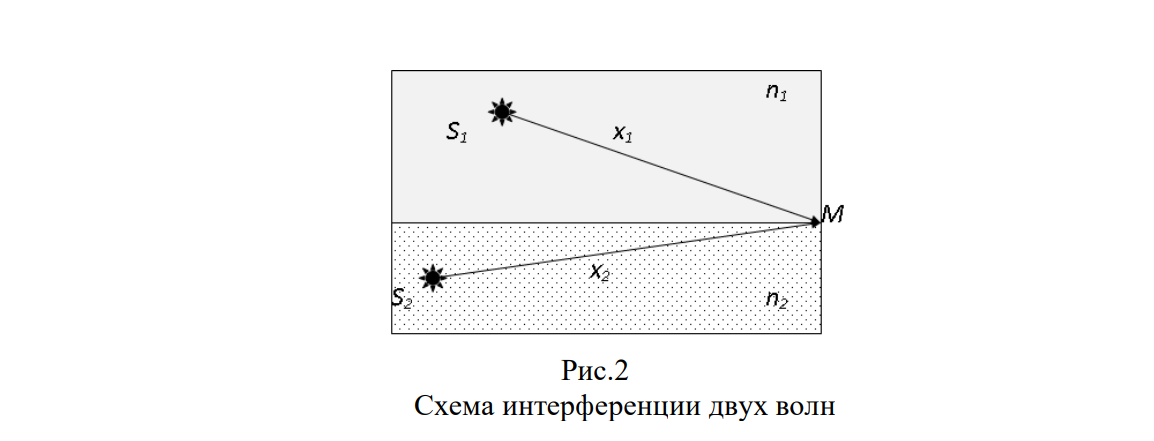 n₁
S₁
x₁
M
x₂
S₂
n₂
Рис.2
Схема интерференции двух волн